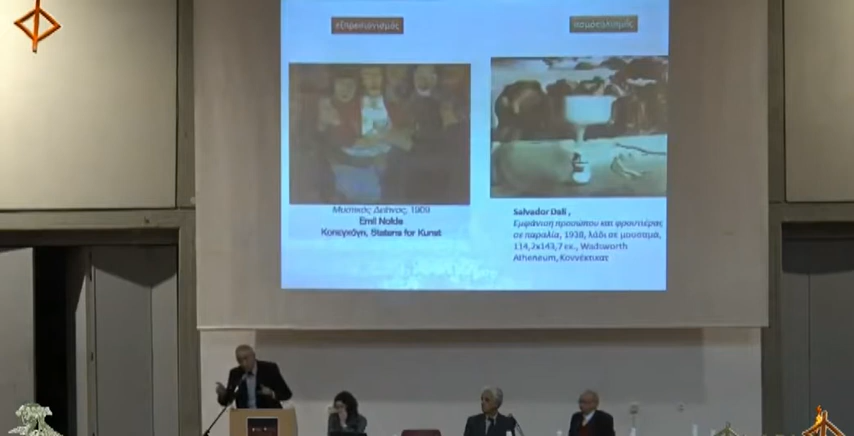 εξπρεσιονισμός
Μυστικός Δείπνος, 1909
Emil Nolde
Κοπεγχάγη, Statens for Kunst
Salvador Dali ,
Εμφάνιση προσώπου και φρουτιέρας
σε παραλία, 1938, λάδι σε μουσαμά,
114,2x143,7 εκ., Wadsworth
Atheneum, Κοννέκτικατ